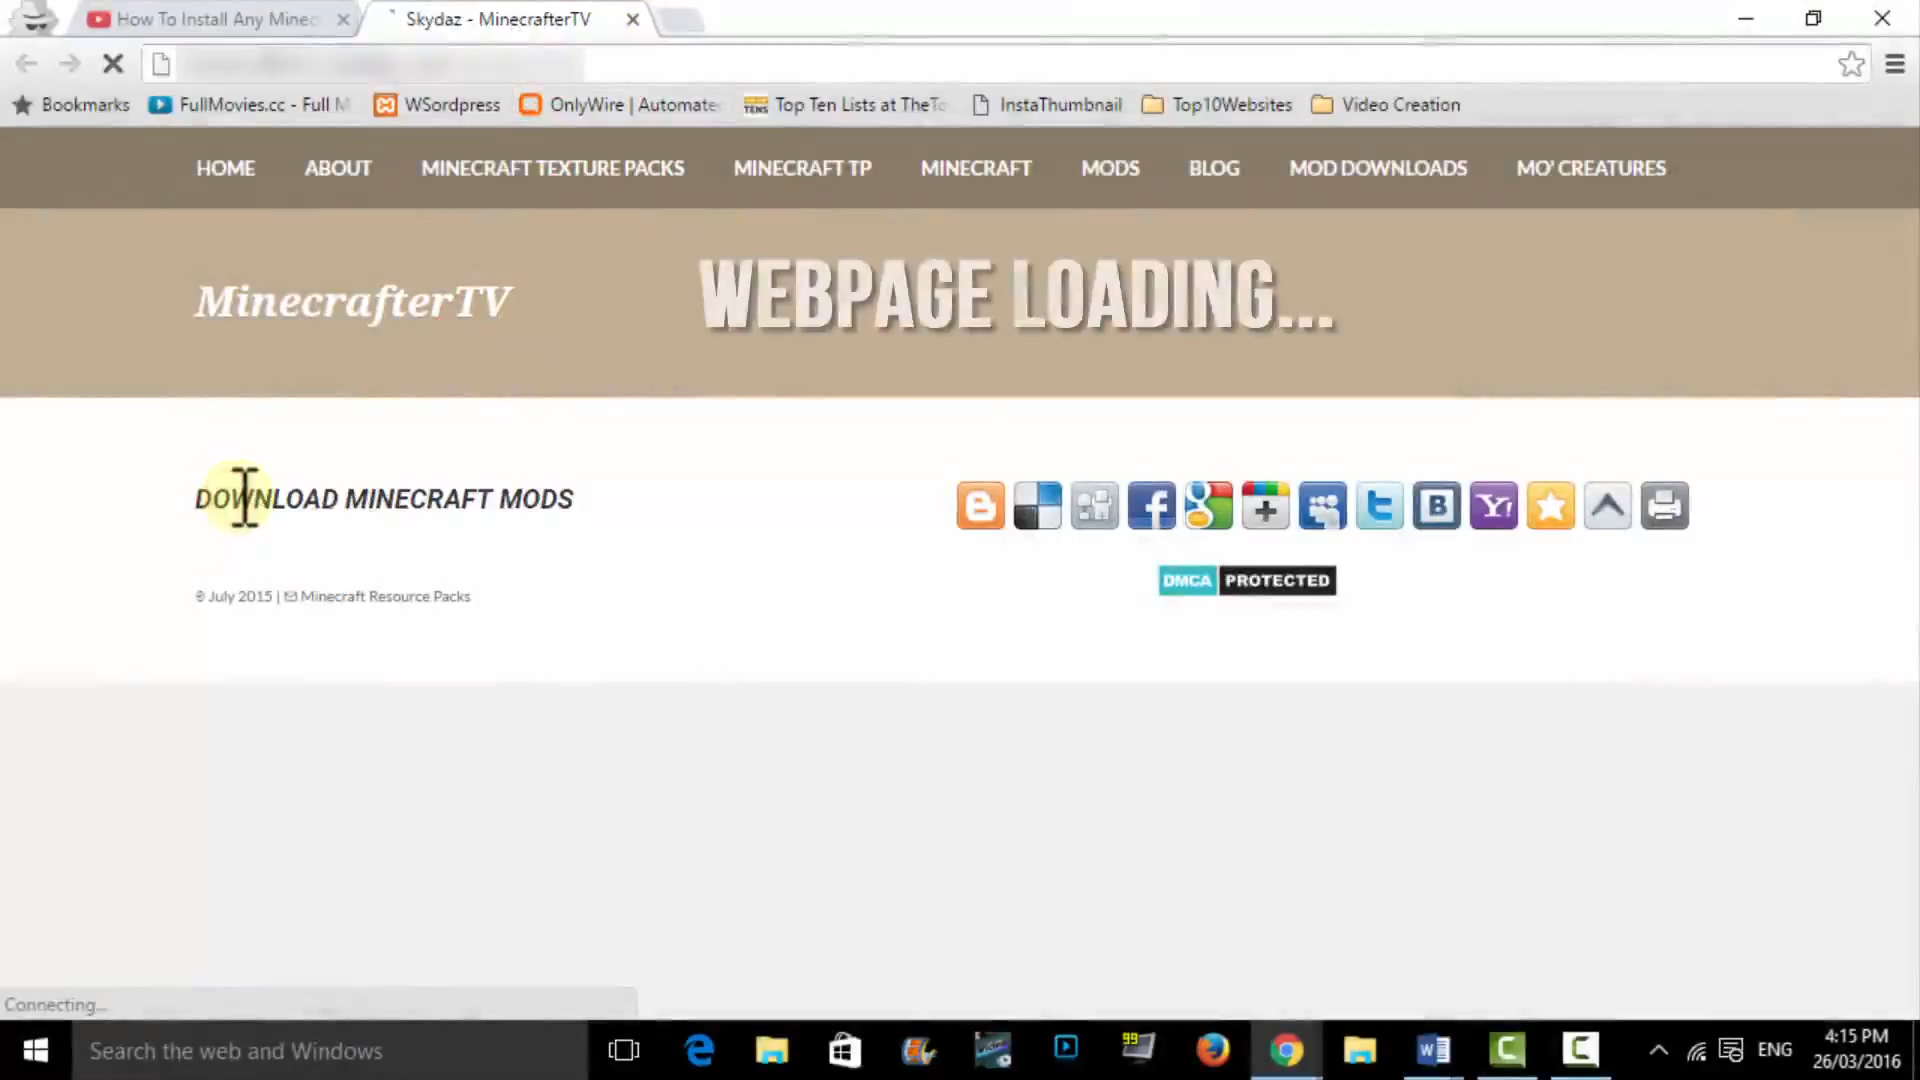 How To Install Any Minec
Skydaz - MinecrafterTV
Bookmarks FullMovies.cc - Full M WSordpress OnlyWire | Automate Top Ten Lists at TheTo InstaThumbnail Top10Websites Video Creation
HOME ABOUT MINECRAFT TEXTURE PACKS MINECRAFT TP MINECRAFT MODS BLOG MOD DOWNLOADS MO' CREATURES
MinecrafterTV
WEBPAGE LOADING...
DOWNLOAD MINECRAFT MODS
DMCA PROTECTED
July 2015 | Minecraft Resource Packs
Connecting...
Search the web and Windows
99
ENG
4:15 PM
26/03/2016